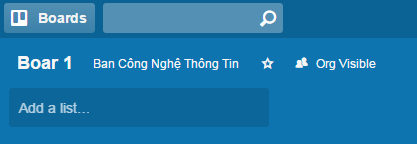 Boards
Boar 1 Ban Công Nghệ Thông Tin Org Visible
Add a list...